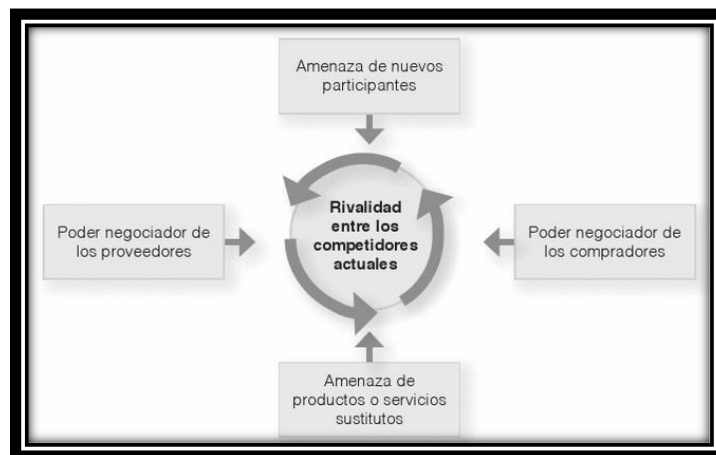 Amenaza de nuevos
participantes
Poder negociador de
los proveedores
Rivalidad
entre los
competidores
actuales
Poder negociador de
los compradores
Amenaza de
productos o servicios
sustitutos